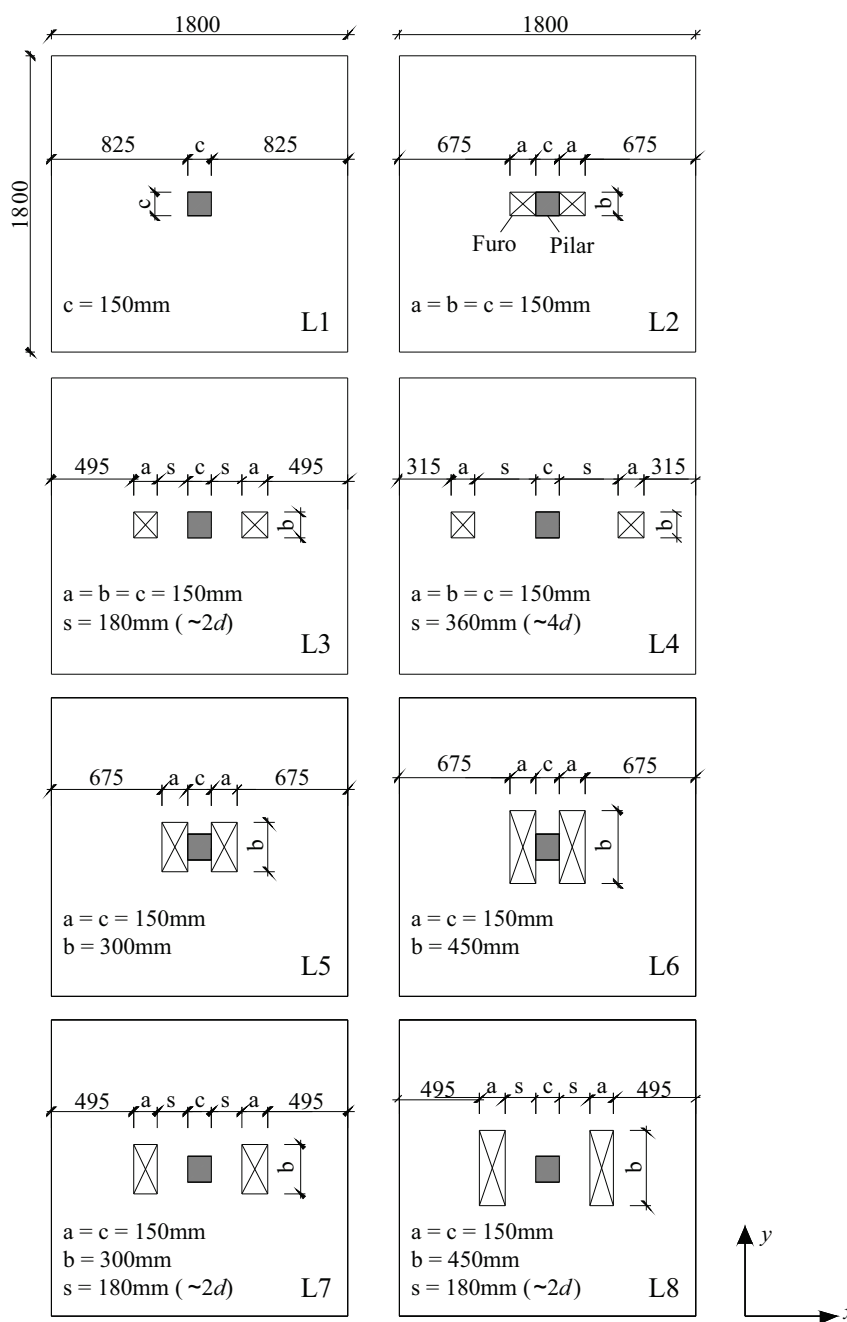 1800
1800
825
c
825
c
1800
c = 150mm
L1
675
a
c
a
675
b
Furo
Pilar
a = b = c = 150mm
L2
495
a
s
c
s
a
495
b
a = b = c = 150mm
s = 180mm (~2d)
L3
315
a
s
c
s
a
315
b
a = b = c = 150mm
s = 360mm (~4d)
L4
675
a
c
a
675
b
a = c = 150mm
b = 300mm
L5
675
a
c
a
675
b
a = c = 150mm
b = 450mm
L6
495
a
s
c
s
a
495
b
a = c = 150mm
b = 300mm
s = 180mm (~2d)
L7
495
a
s
c
s
a
495
b
a = c = 150mm
b = 450mm
s = 180mm (~2d)
L8
y
x